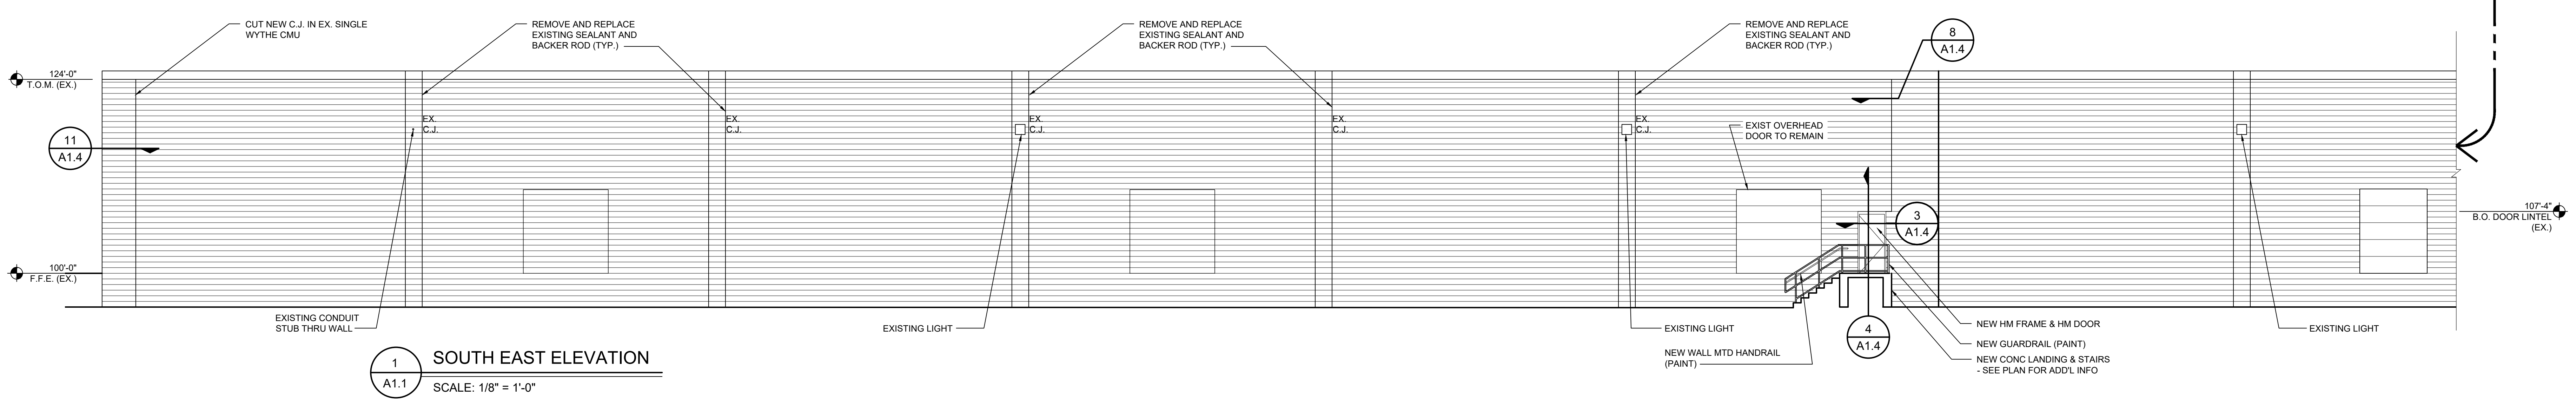 CUT NEW C.J. IN EX. SINGLE
WYTHE CMU
REMOVE AND REPLACE
EXISTING SEALANT AND
BACKER ROD (TYP.)
REMOVE AND REPLACE
EXISTING SEALANT AND
BACKER ROD (TYP.)
REMOVE AND REPLACE
EXISTING SEALANT AND
BACKER ROD (TYP.)
8
A1.4
124'-0"
T.O.M. (EX.)
EX.
C.J.
EX.
C.J.
EX.
C.J.
EX.
C.J.
EX.
C.J.
EXIST OVERHEAD
DOOR TO REMAIN
11
A1.4
3
A1.4
107'-4"
B.O. DOOR LINTEL
(EX.)
100'-0"
F.F.E. (EX.)
EXISTING CONDUIT
STUB THRU WALL
EXISTING LIGHT
EXISTING LIGHT
NEW WALL MTD HANDRAIL
(PAINT)
4
A1.4
NEW HM FRAME & HM DOOR
NEW GUARDRAIL (PAINT)
NEW CONC LANDING & STAIRS
- SEE PLAN FOR ADD'L INFO
EXISTING LIGHT
1
A1.1
SOUTH EAST ELEVATION
SCALE: 1/8" = 1'-0"